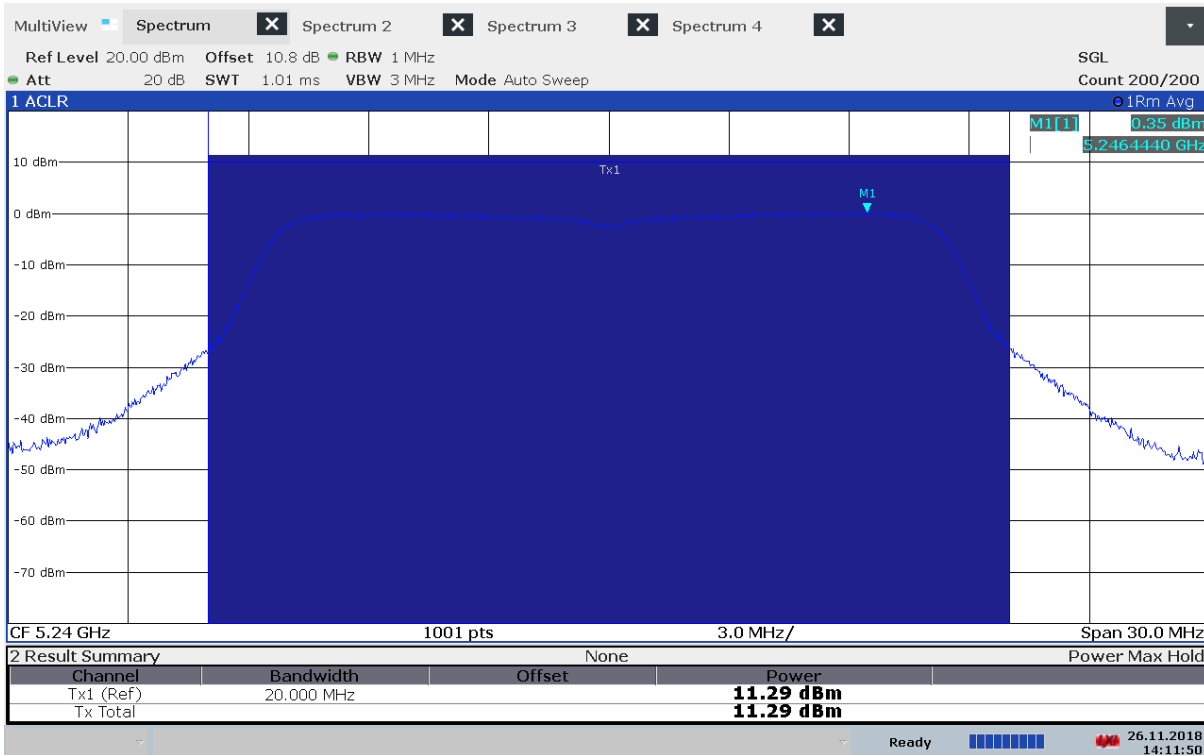 MultiView Spectrum Spectrum 2 Spectrum 3 Spectrum 4
Ref Level 20.00 dBm Offset 10.8 dB RBW 1 MHz SGL
Att 20 dB SWT 1.01 ms VBW 3 MHz Mode Auto Sweep Count 200/200
1 ACLR 1Rm Avg
M1[1] 0.35 dBm
5.2464440 GHz
10 dBm
Tx1
M1
0 dBm
-10 dBm
-20 dBm
-30 dBm
-40 dBm
-50 dBm
-60 dBm
-70 dBm
CF 5.24 GHz 1001 pts 3.0 MHz/ Span 30.0 MHz
2 Result Summary None Power Max Hold
Channel Bandwidth Offset Power
Tx1 (Ref) 20.000 MHz 11.29 dBm
Tx Total 11.29 dBm
Ready 26.11.2018
14:11:50